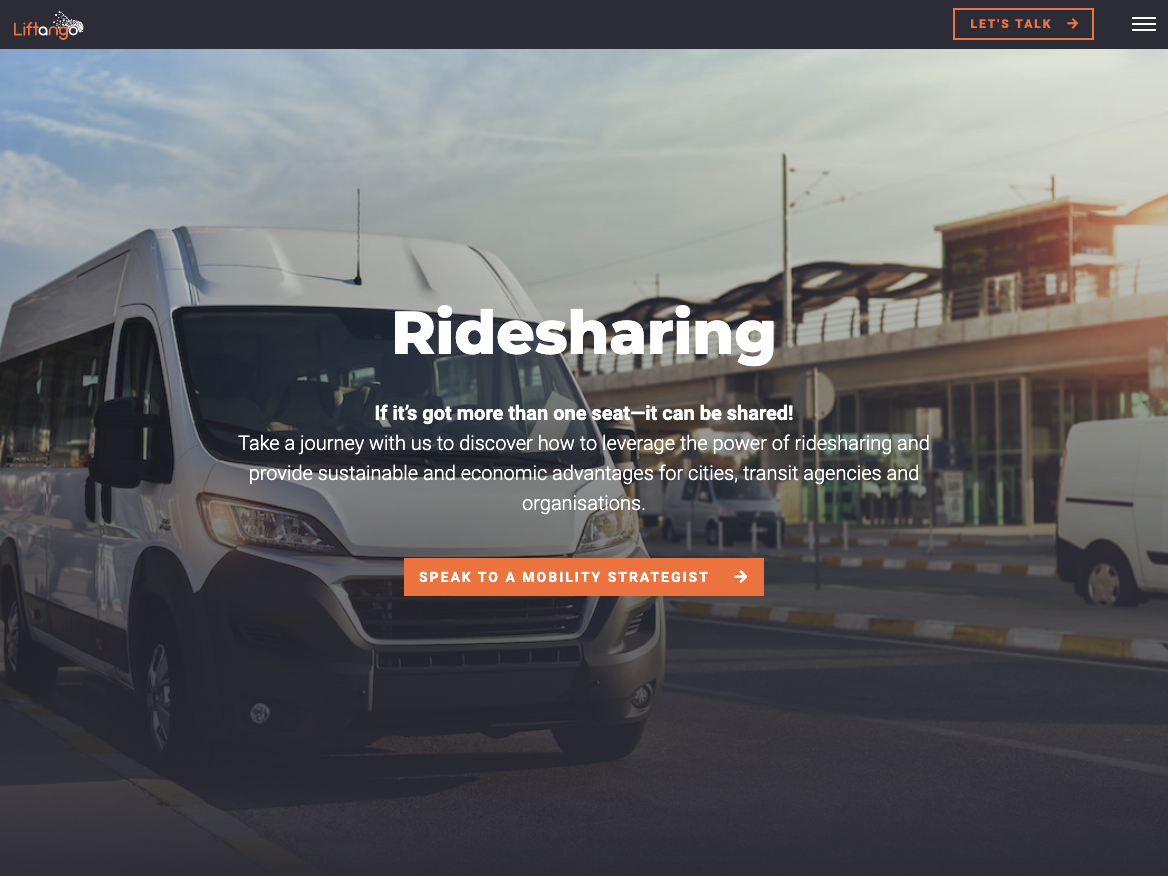 Liftango
LET'S TALK
Ridesharing
If it's got more than one seat—it can be shared!
Take a journey with us to discover how to leverage the power of ridesharing and
provide sustainable and economic advantages for cities, transit agencies and
organisations.
SPEAK TO A MOBILITY STRATEGIST